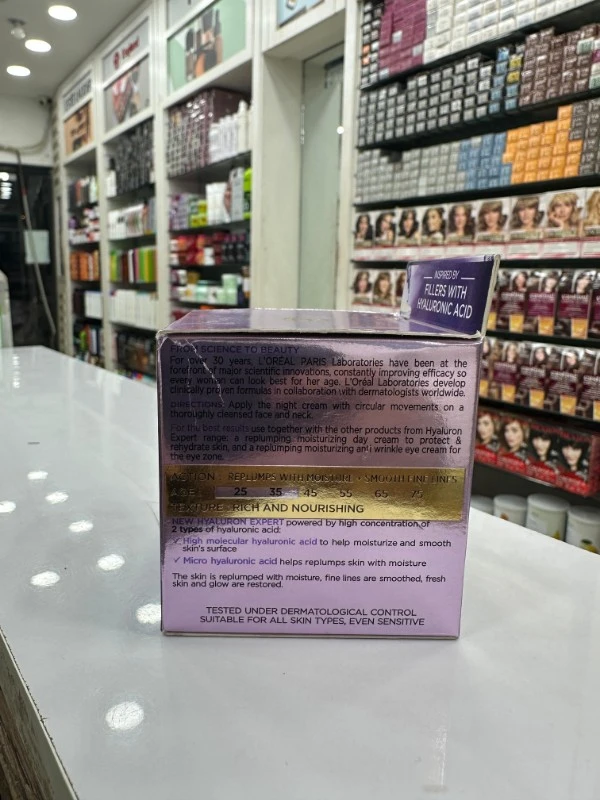 INSPIRED BY
FILLERS WITH
HYALURONIC ACID
FROM SCIENCE TO BEAUTY
For over 30 years, L'ORÉAL PARIS Laboratories have been at the
forefront of major scientific innovations, constantly improving efficacy so
every woman can look best for her age. L'Oréal Laboratories develop
clinically proven formulas in collaboration with dermatologists worldwide.
DIRECTIONS: Apply the night cream with circular movements on a
thoroughly cleansed face and neck.
For the best results use together with the other products from Hyaluron
Expert range: a replumping moisturizing day cream to protect &
rehydrate skin, and a replumping moisturizing anti wrinkle eye cream for
the eye zone.
ACTION: REPLUMPS WITH MOISTURE + SMOOTH FINE LINES
AGE: 25 35 45 55 65 75
TEXTURE: RICH AND NOURISHING
NEW HYALURON EXPERT powered by high concentration of
2 types of hyaluronic acid:
✓ High molecular hyaluronic acid to help moisturize and smooth
skin's surface
✓ Micro hyaluronic acid helps replumps skin with moisture
The skin is replumped with moisture, fine lines are smoothed, fresh
skin and glow are restored.
TESTED UNDER DERMATOLOGICAL CONTROL
SUITABLE FOR ALL SKIN TYPES, EVEN SENSITIVE